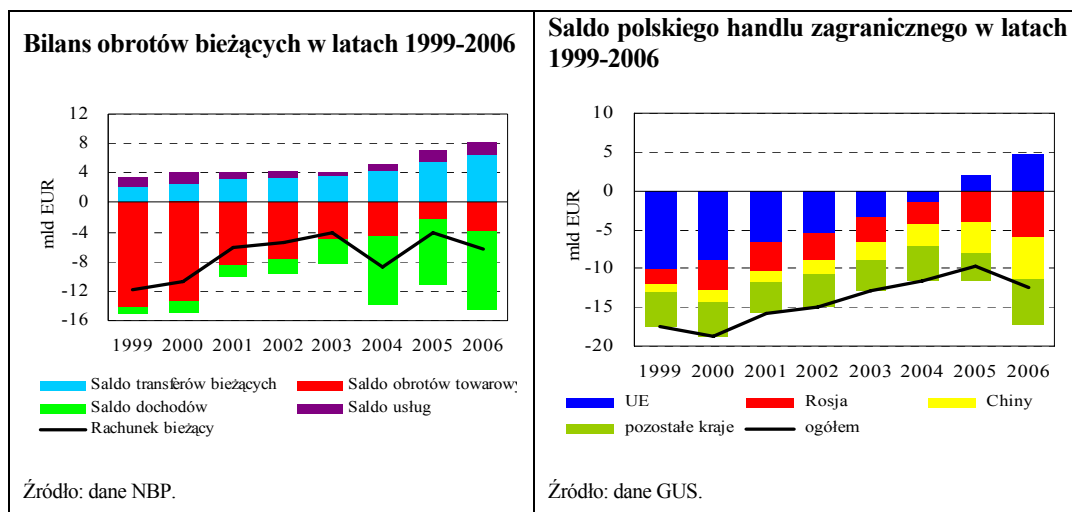 Bilans obrotów bieżących w latach 1999-2006
12
8
4
0
-4
-8
-12
-16
mld EUR
1999 2000 2001 2002 2003 2004 2005 2006
Saldo transferów bieżących Saldo obrotów towarowy
Saldo dochodów Saldo usług
Rachunek bieżący
Źródło: dane NBP.
Saldo polskiego handlu zagranicznego w latach
1999-2006
10
5
0
-5
-10
-15
-20
mld EUR
1999 2000 2001 2002 2003 2004 2005 2006
UE Rosja Chiny
pozostałe kraje ogółem
Źródło: dane GUS.